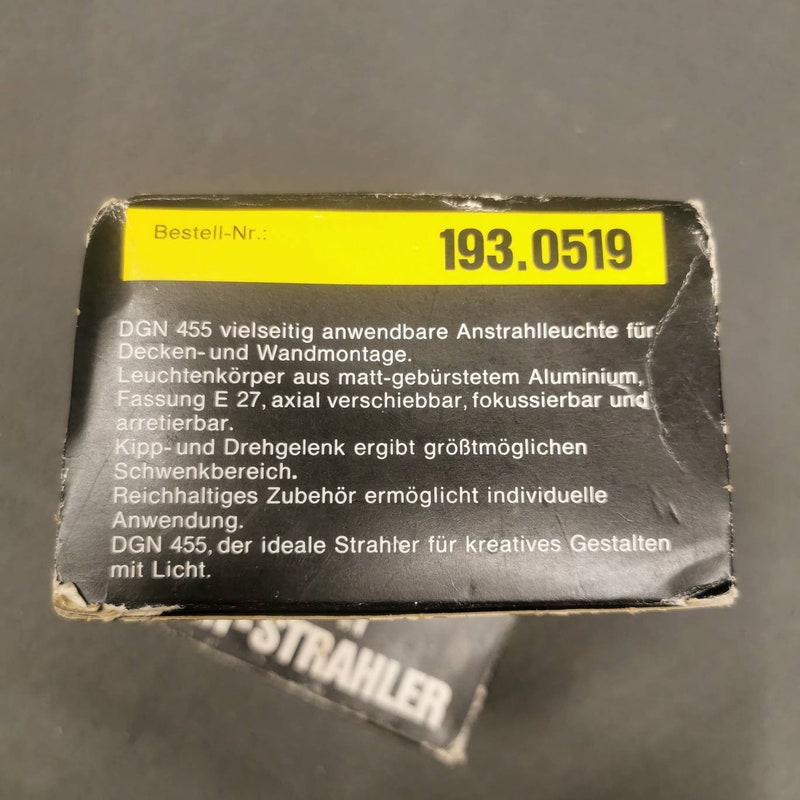 Bestell-Nr.:
193.0519
DGN 455 vielseitig anwendbare Anstrahlleuchte für
Decken- und Wandmontage.
Leuchtenkörper aus matt-gebürstetem Aluminium,
Fassung E 27, axial verschiebbar, fokussierbar und
arretierbar.
Kipp- und Drehgelenk ergibt größtmöglichen
Schwenkbereich.
Reichhaltiges Zubehör ermöglicht individuelle
Anwendung.
DGN 455, der ideale Strahler für kreatives Gestalten
mit Licht.
-STRAHLER